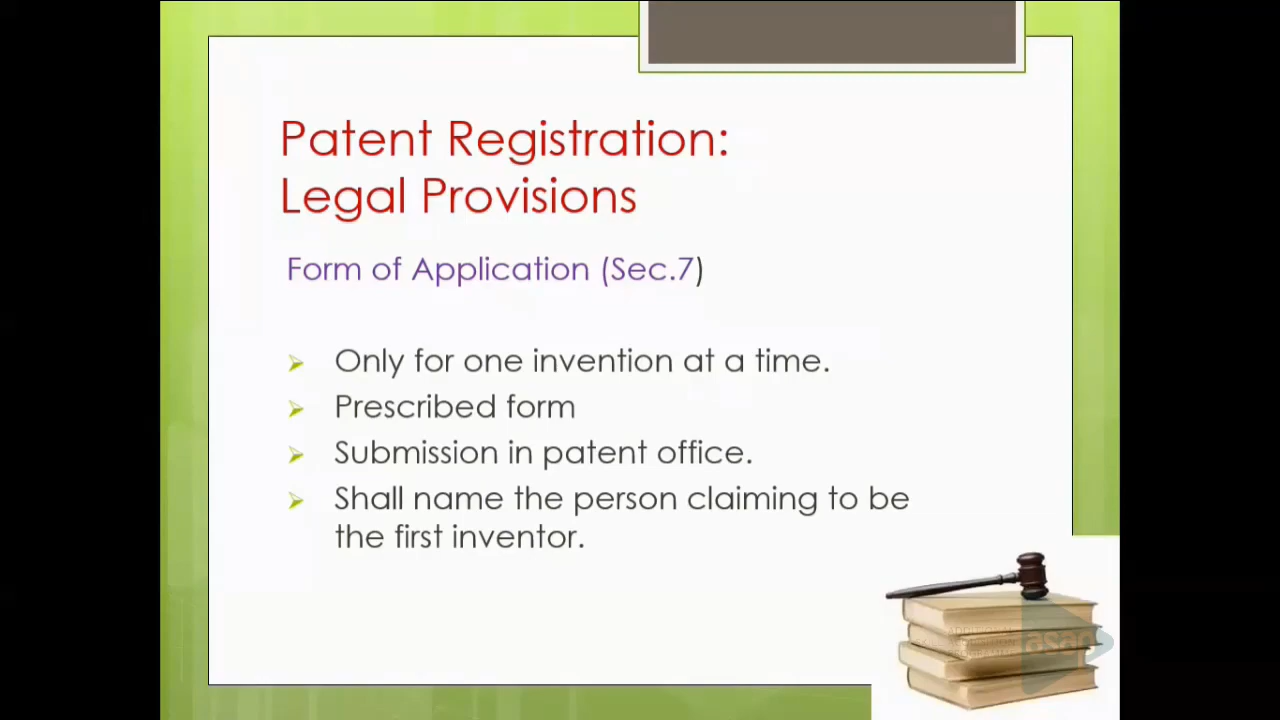 Patent Registration:
Legal Provisions
Form of Application (Sec.7)
Only for one invention at a time.
Prescribed form
Submission in patent office.
Shall name the person claiming to be
the first inventor.